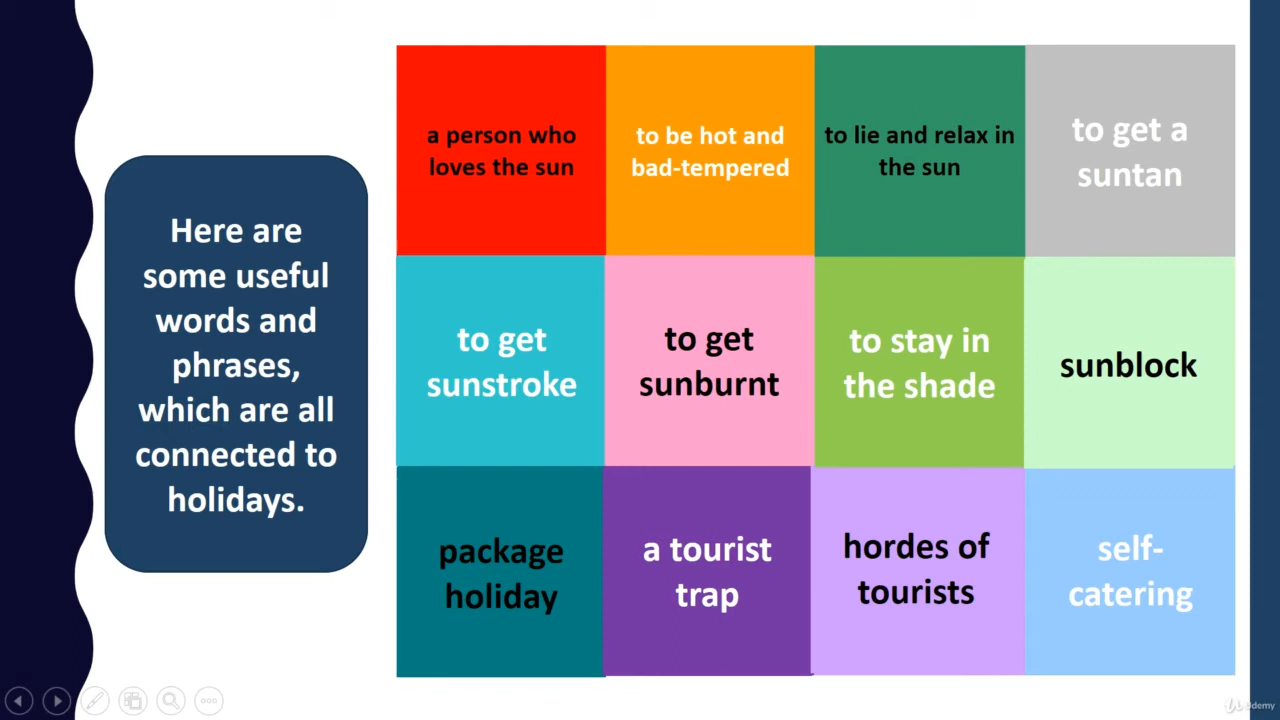 Here are
some useful
words and
phrases,
which are all
connected to
holidays.
a person who
loves the sun
to be hot and
bad-tempered
to lie and relax in
the sun
to get a
suntan
to get
sunstroke
to get
sunburnt
to stay in
the shade
sunblock
package
holiday
a tourist
trap
hordes of
tourists
self-
catering
Udemy